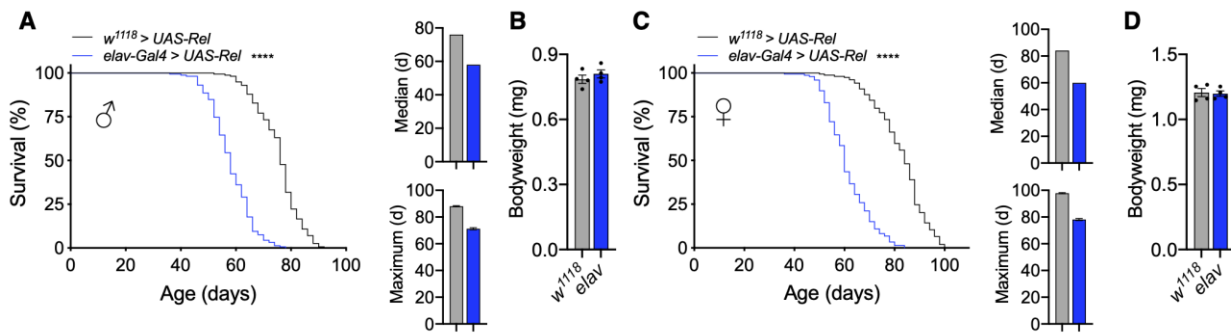 A
w1118 > UAS-Rel
elav-Gal4 > UAS-Rel ****
100
75
50
25
0
Survival (%)
♂
0 20 40 60 80 100
Age (days)
80
60
40
20
0
Median (d)
100
80
60
40
20
0
Maximum (d)
B
0.9
0.6
0.3
0.0
Bodyweight (mg)
w1118 elav
C
w1118 > UAS-Rel
elav-Gal4 > UAS-Rel ****
100
75
50
25
0
Survival (%)
♀
0 20 40 60 80 100
Age (days)
100
80
60
40
20
0
Median (d)
100
80
60
40
20
0
Maximum (d)
D
1.5
1.0
0.5
0.0
Bodyweight (mg)
w1118 elav